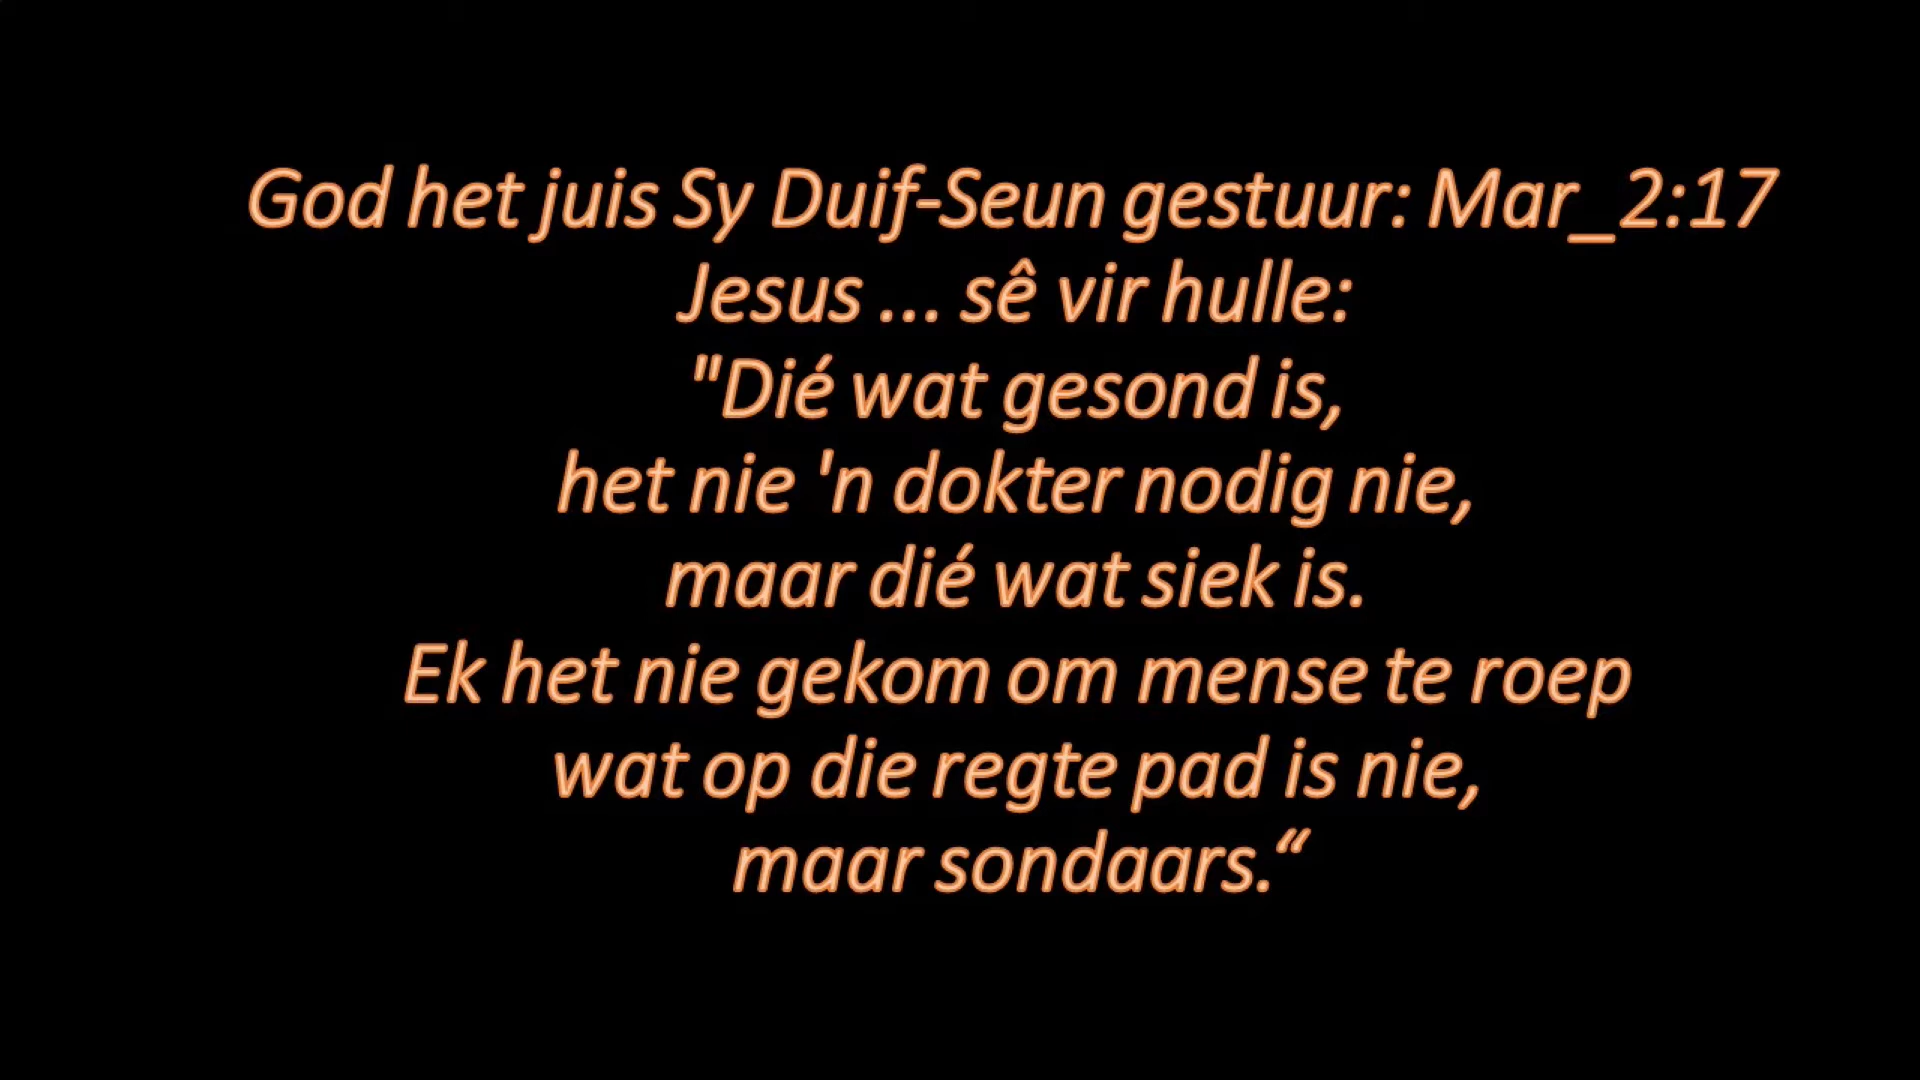 God het juis Sy Duif-Seun gestuur: Mar_2:17
Jesus ... sê vir hulle:
"Dié wat gesond is,
het nie 'n dokter nodig nie,
maar dié wat siek is.
Ek het nie gekom om mense te roep
wat op die regte pad is nie,
maar sondaars.“